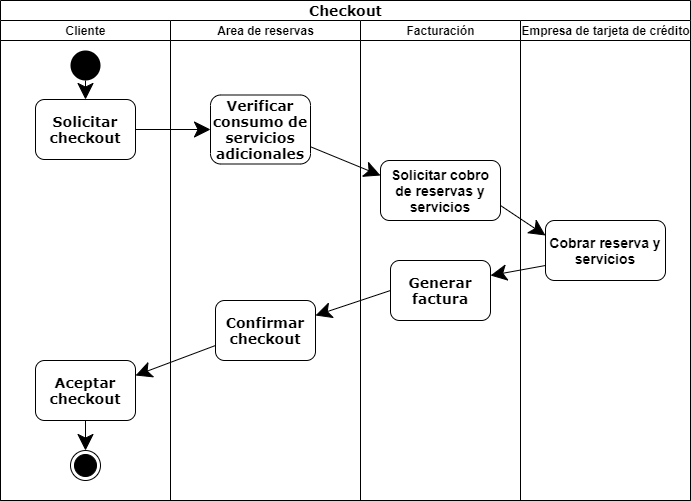 Checkout
Cliente
Area de reservas
Facturación
Empresa de tarjeta de crédito
Solicitar
checkout
Verificar
consumo de
servicios
adicionales
Solicitar cobro
de reservas y
servicios
Cobrar reserva y
servicios
Generar
factura
Confirmar
checkout
Aceptar
checkout